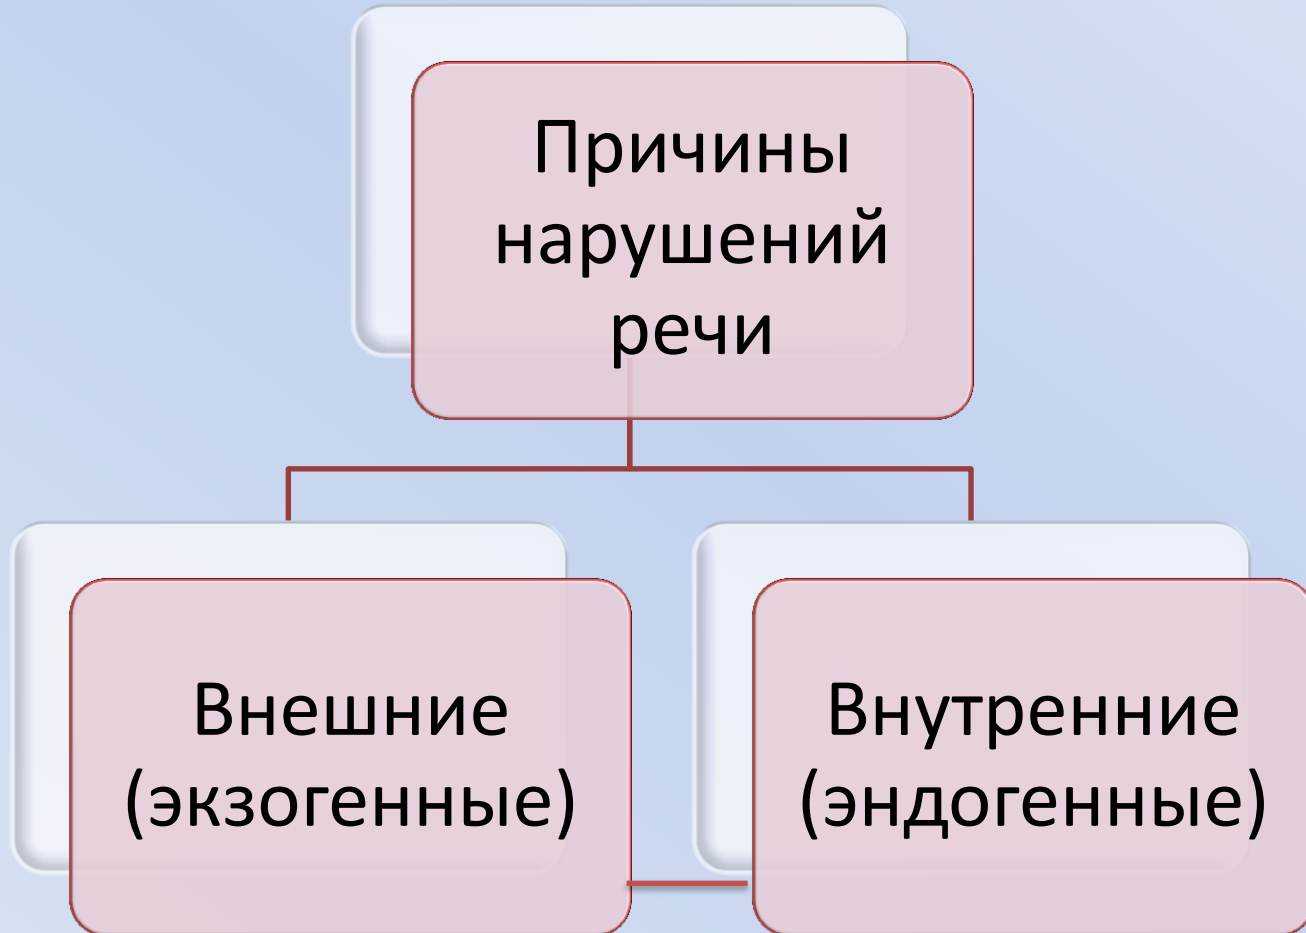 Причины
нарушений
речи
Внешние
(экзогенные)
Внутренние
(эндогенные)